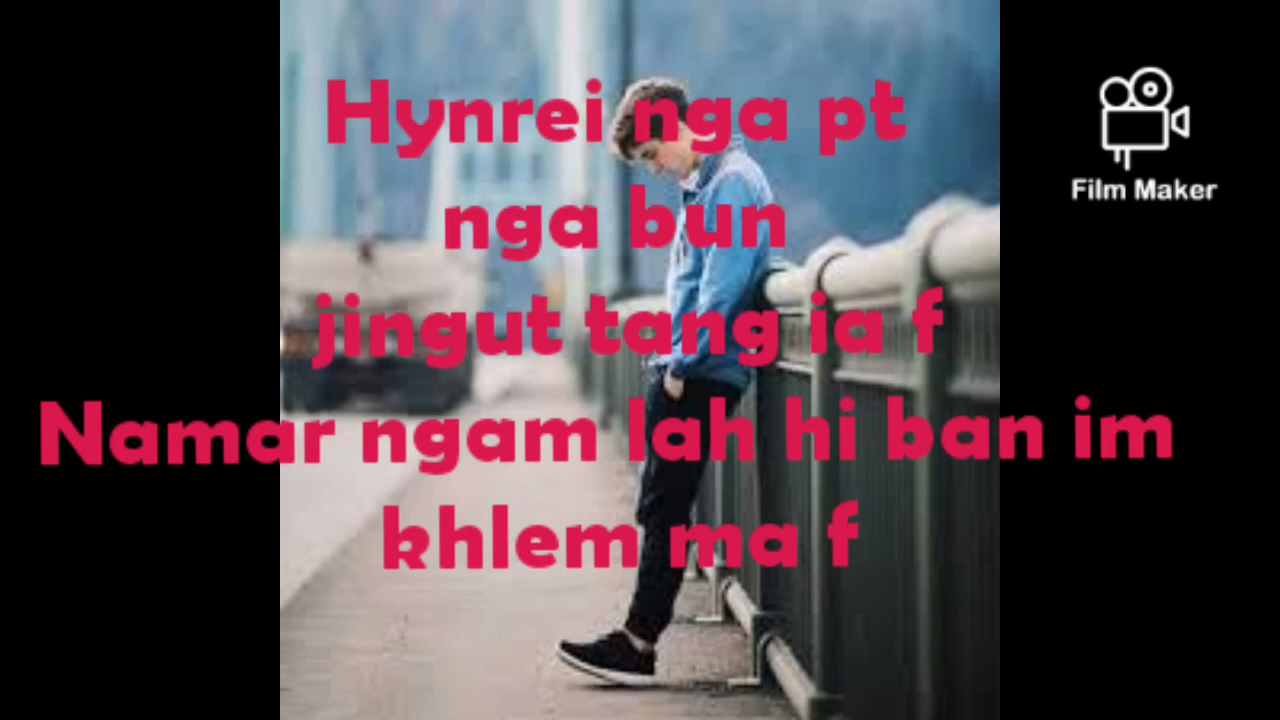 Hynrei nga pt
nga bun
jingut tang ia f
Namar ngam lah hi ban im
khlem ma f
Film Maker